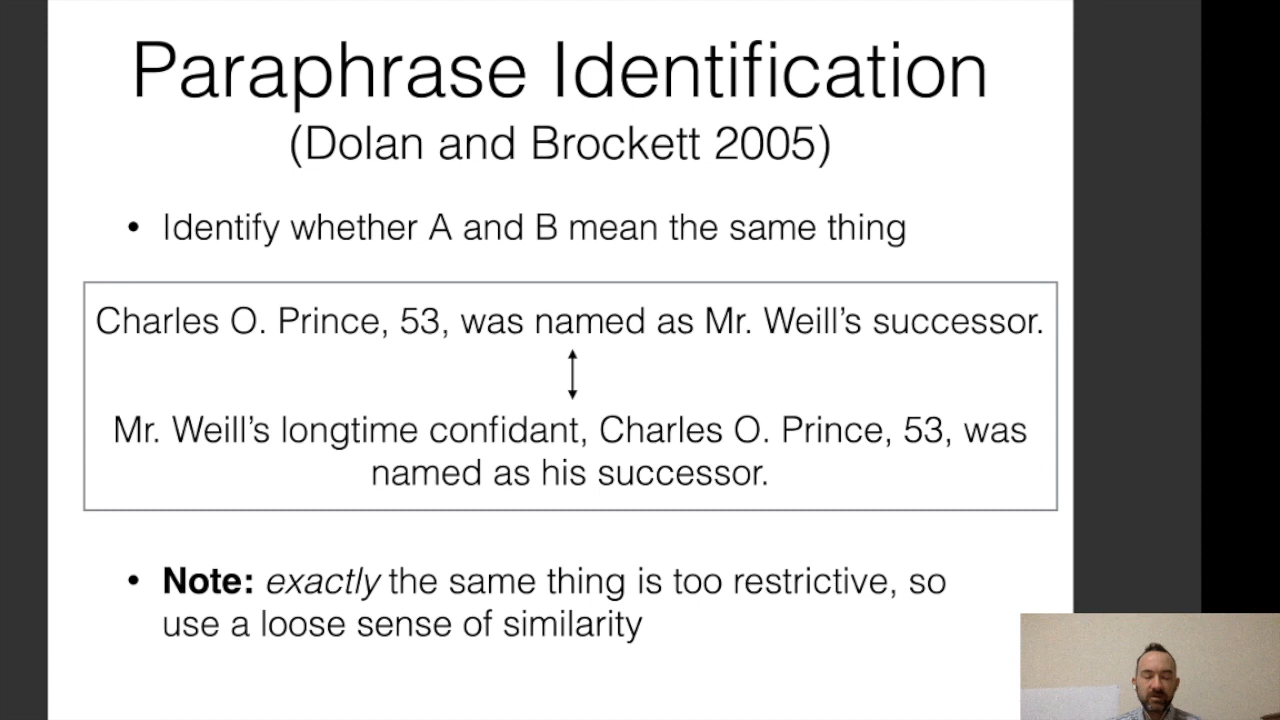 Paraphrase Identification
(Dolan and Brockett 2005)
• Identify whether A and B mean the same thing
Charles O. Prince, 53, was named as Mr. Weill’s successor.
Mr. Weill’s longtime confidant, Charles O. Prince, 53, was
named as his successor.
• Note: exactly the same thing is too restrictive, so
use a loose sense of similarity